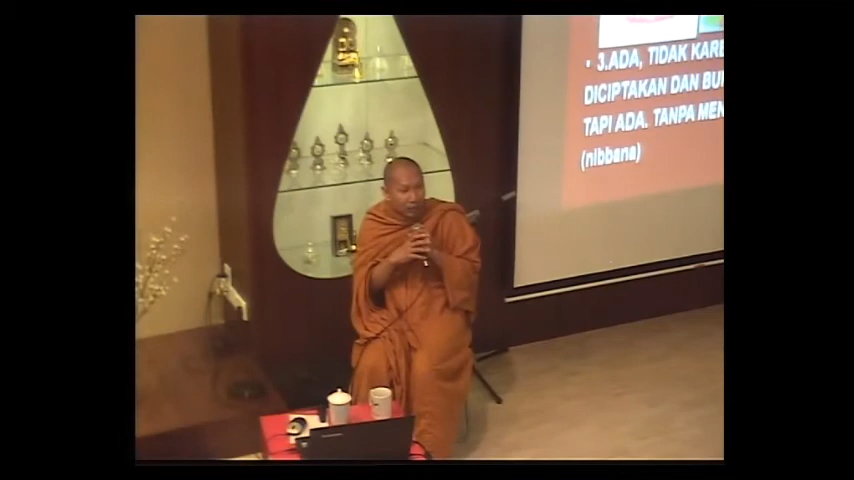 • 3.ADA, TIDAK KARE
DICIPTAKAN DAN BU
TAPI ADA. TANPA MEN
(nibbana)